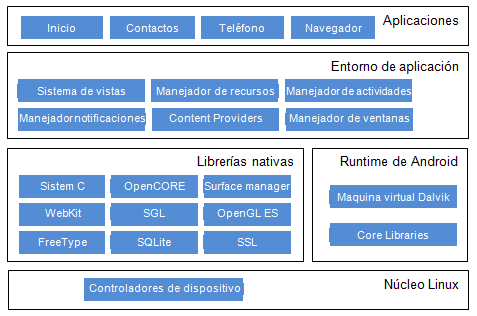 Aplicaciones
Inicio Contactos Teléfono Navegador
Entorno de aplicación
Sistema de vistas Manejador de recursos Manejador de actividades
Manejador notificaciones Content Providers Manejador de ventanas
Librerías nativas
Sistem C OpenCORE Surface manager
WebKit SGL OpenGL ES
FreeType SQLite SSL
Runtime de Android
Maquina virtual Dalvik
Core Libraries
Núcleo Linux
Controladores de dispositivo